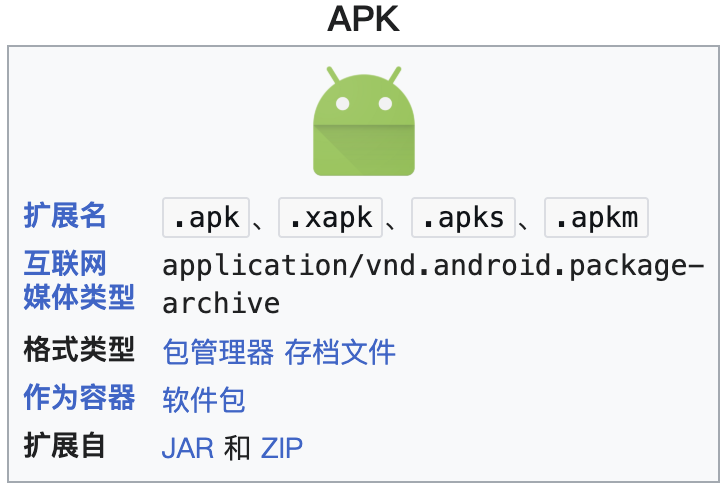 APK
扩展名 .apk、.xapk、.apks、.apkm
互联网
媒体类型 application/vnd.android.package-
archive
格式类型 包管理器 存档文件
作为容器 软件包
扩展自 JAR 和 ZIP